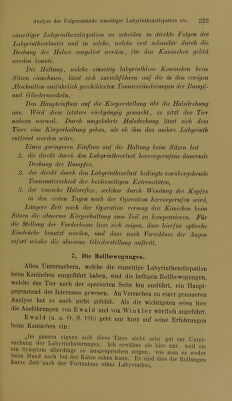 Analyse der Folgezustände einseitiger Labyrinthexstirpation etc. 223
einseitiger Labyrinthexstirpation zu scheiden in direkte Folgen des
Labyrinthverlustes und in solche, welche erst sekundär durch die
Drehung des Halses ausgelöst werden, für das Kaninchen gelöst
werden konnte.
Die Haltung, welche einseitig labyrinthlose Kaninchen beim
Sitzen einnehmen, lässt sich zurückführen auf die in den vorigen
Abschnitten ausführlich geschilderten Tonusveränderungen der Rumpf-
und Gliedermuskeln.
Den Haupteinfluss auf die Körperstellung übt die Halsdrehung
aus. Wird diese letztere rückgängig gemacht, so sitzt das Tier
nahezu normal. Durch umgekehrte Halsdrehung lässt sich dem
Tiere eine Körperhaltung geben, als ob ihm das andere Labyrinth
entfernt worden wäre.
Einen geringeren Einfluss auf die Haltung beim Sitzen hat
1. die direkt durch den Labyrinthverlust hervorgerufene dauernde
Drehung des Rumpfes,
2. der direkt durch den Labyrinthverlust bedingte vorübergehende
Tonusunterschied der beiderseitigen Extremitäten,
3. der tonische Halsreflex, welcher durch Wendung des Kopfes
in den ersten Tagen nach der Operation hervorgerufen wird.
Längere Zeit nach der Operation vermag das Kaninchen beim
Sitzen die abnorme Körperhaltung zum Teil zu kompensieren. Für
die Stellung der Vorderbeine liess sich zeigen, dass hierfür optische
Eindrücke benutzt werden, und dass nach Verschluss der Augen
sofort wieder die abnorme Gliederstellung auftritt.
7. Die Rollbewegungen.
Allen Untersuchern, welche die einseitige Labyrinthexstirpation
beim Kaninchen ausgeführt haben, sind die heftigen Rollbewegungen,
welche das Tier nach der operierten Seite hin ausführt, ein Haupt-
gegenstand des Interesses gewesen. An Versuchen zu einer genaueren
Analyse hat es auch nicht gefehlt. Als die wichtigsten seien hier
die Ausführungen von Ewald und von Winkler wörtlich angeführt.
Ewald (a. a. O. S. 195) geht nur kurz auf seine Erfahrungen
beim Kaninchen ein:
„Im ganzen eignen sich diese Tiere nicht sehr gut zur Unter-
suchung der Labyrinthstörungen. Ich erwähne sie hier nur, weil sie
ein Symptom allerdings so ausgesprochen zeigen, wie man es weder
beim Hund noch bei der Katze sehen kann. Es sind dies die Rollungen
kurze Zeit nach der Fortnahme eines Labyrinthes,